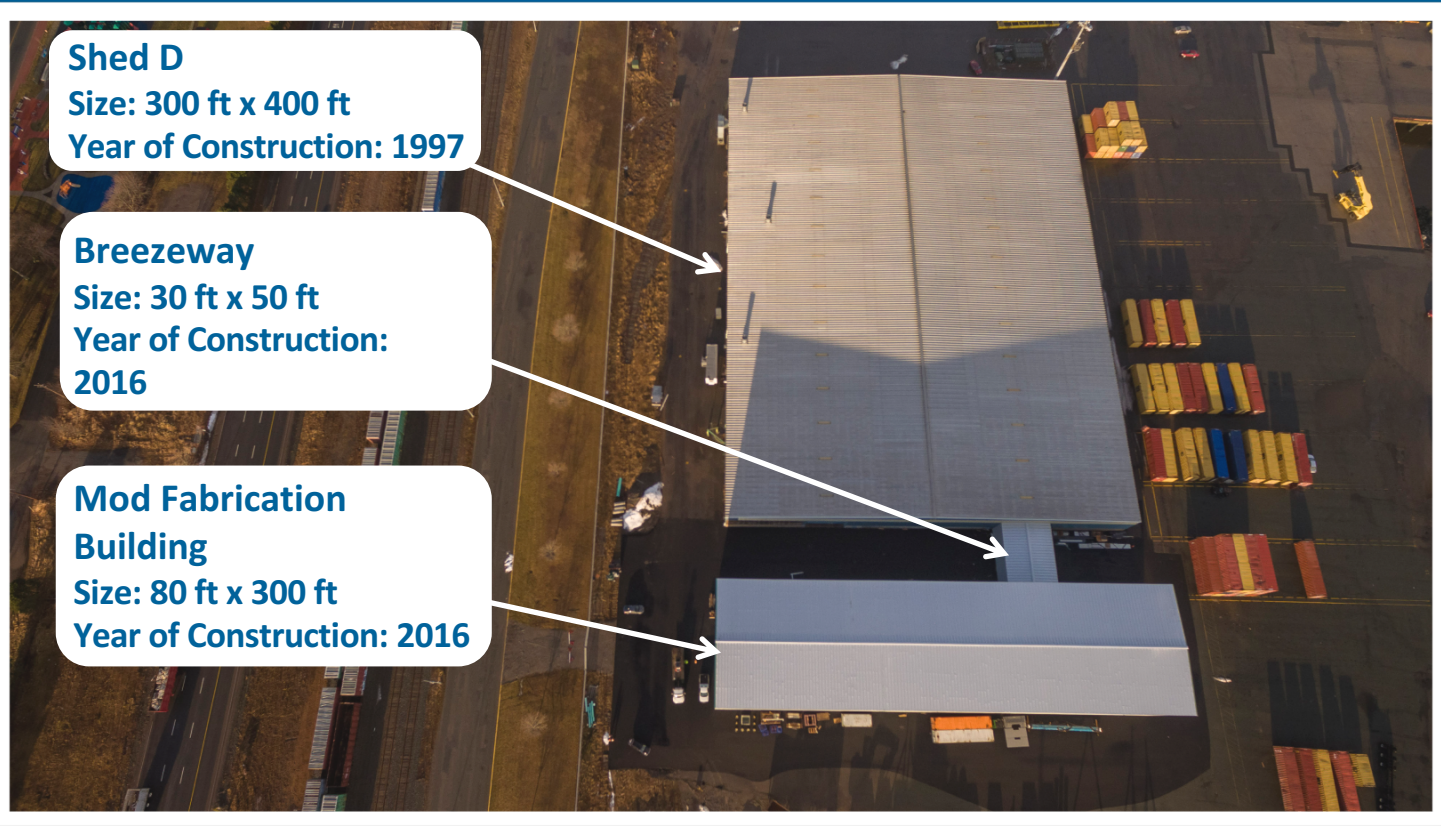 Shed D
Size: 300 ft x 400 ft
Year of Construction: 1997
Breezeway
Size: 30 ft x 50 ft
Year of Construction:
2016
Mod Fabrication
Building
Size: 80 ft x 300 ft
Year of Construction: 2016